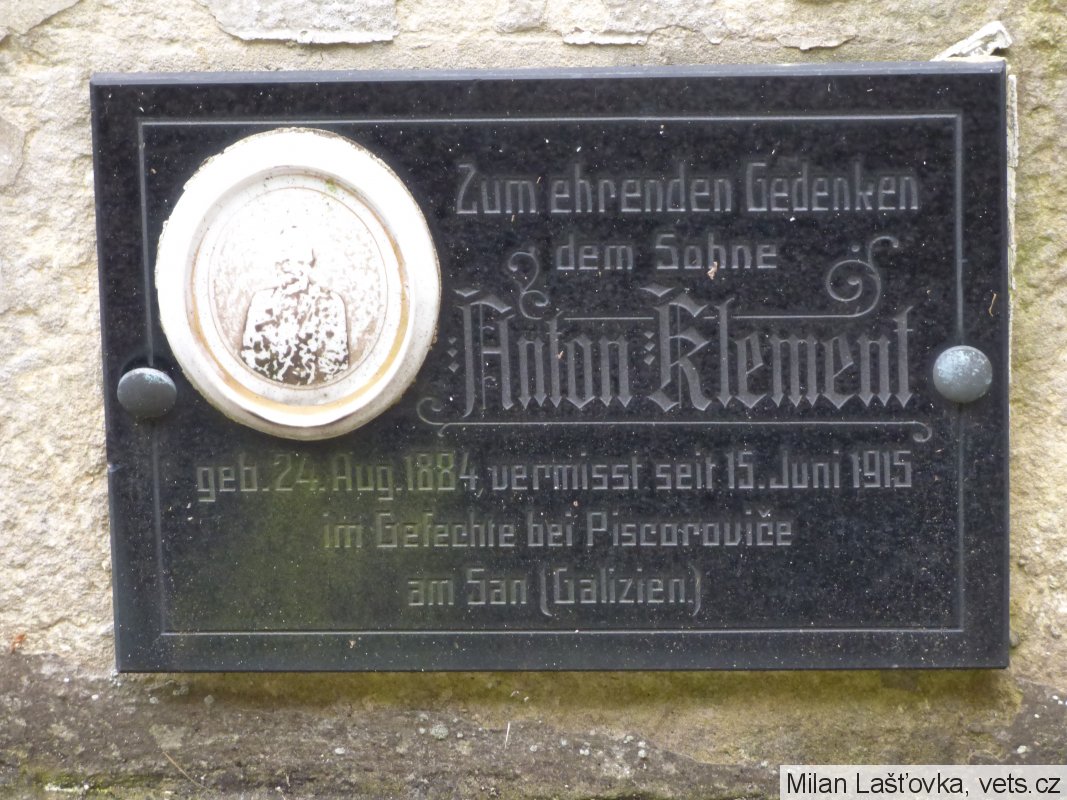 Zum ehrenden Gedenken
dem Sohne
Anton Klement
geb. 24. Aug. 1884, vermisst seit 15. Juni 1915
im Gefechte bei Piscoroviče
am San (Galizien.)
Milan Lašťovka, vets.cz